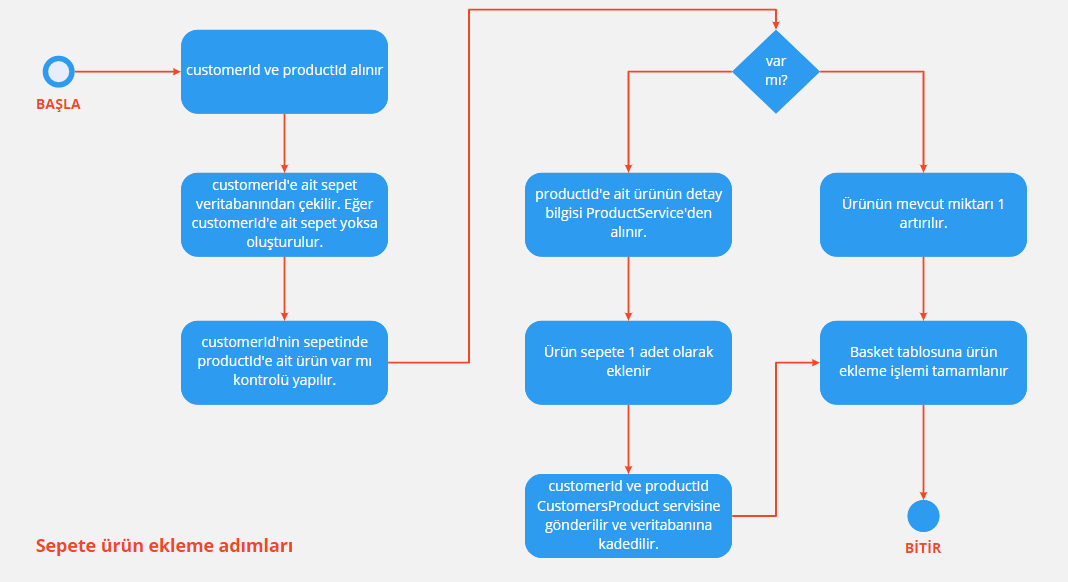 BAŞLA
customerId ve productId alınır
customerId'e ait sepet
veritabanından çekilir. Eğer
customerId'e ait sepet yoksa
oluşturulur.
customerId'nin sepetinde
productId'e ait ürün var mı
kontrolü yapılır.
var
mı?
productId'e ait ürünün detay
bilgisi ProductService'den
alınır.
Ürün sepete 1 adet olarak
eklenir
customerId ve productId
CustomersProduct servisine
gönderilir ve veritabanına
kadedilir.
Ürünün mevcut miktarı 1
artırılır.
Basket tablosuna ürün
ekleme işlemi tamamlanır
BİTİR
Sepete ürün ekleme adımları